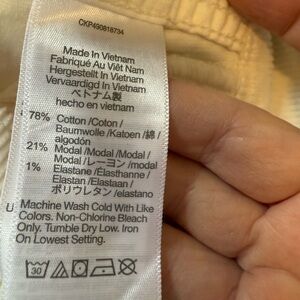 CKP490818734
Made In Vietnam
Fabriqué Au Viêt Nam
Hergestellt In Vietnam
Vervaardigd In Vietnam
ベトナム製
hecho en vietnam
78% Cotton /Coton /
Baumwolle /Katoen /綿 /
algodón
21% Modal /Modal /Modal /
Modal /レーヨン /modal
1% Elastane /Élasthanne /
Elastan /Elastaan /
ポリウレタン /elastano
U Machine Wash Cold With Like
Colors. Non-Chlorine Bleach
Only. Tumble Dry Low. Iron
On Lowest Setting.
30